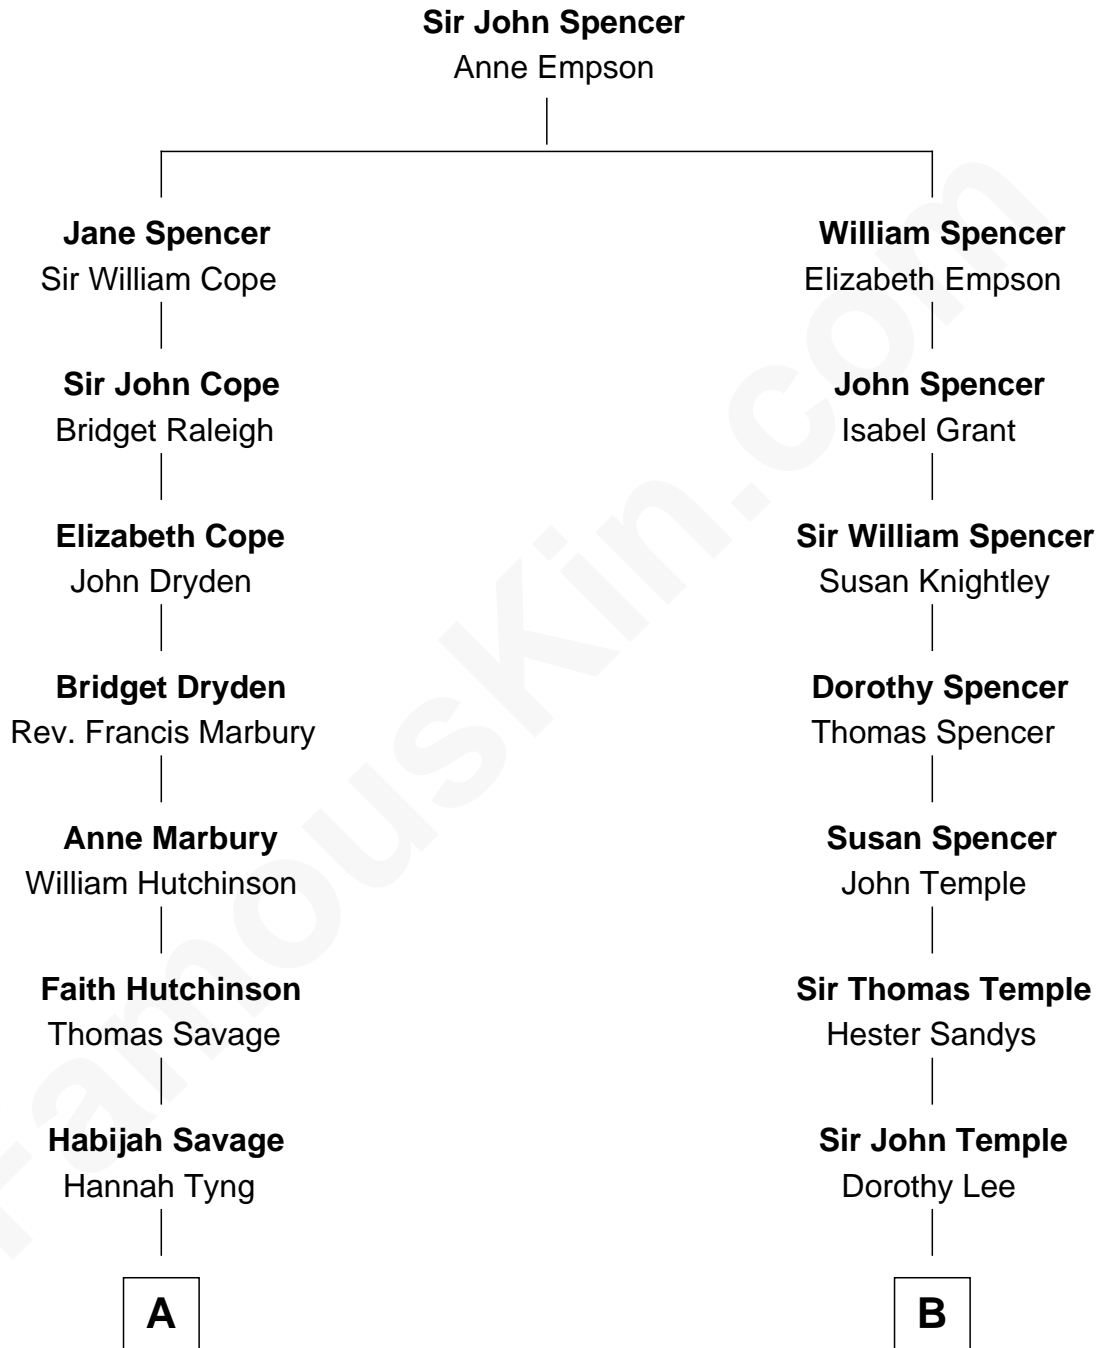 Sir John Spencer
Anne Empson
Jane Spencer
Sir William Cope
William Spencer
Elizabeth Empson
Sir John Cope
Bridget Raleigh
John Spencer
Isabel Grant
Elizabeth Cope
John Dryden
Sir William Spencer
Susan Knightley
Bridget Dryden
Rev. Francis Marbury
Dorothy Spencer
Thomas Spencer
Anne Marbury
William Hutchinson
Susan Spencer
John Temple
Faith Hutchinson
Thomas Savage
Sir Thomas Temple
Hester Sandys
Habijah Savage
Hannah Tyng
Sir John Temple
Dorothy Lee
A
B
FamousKin.com